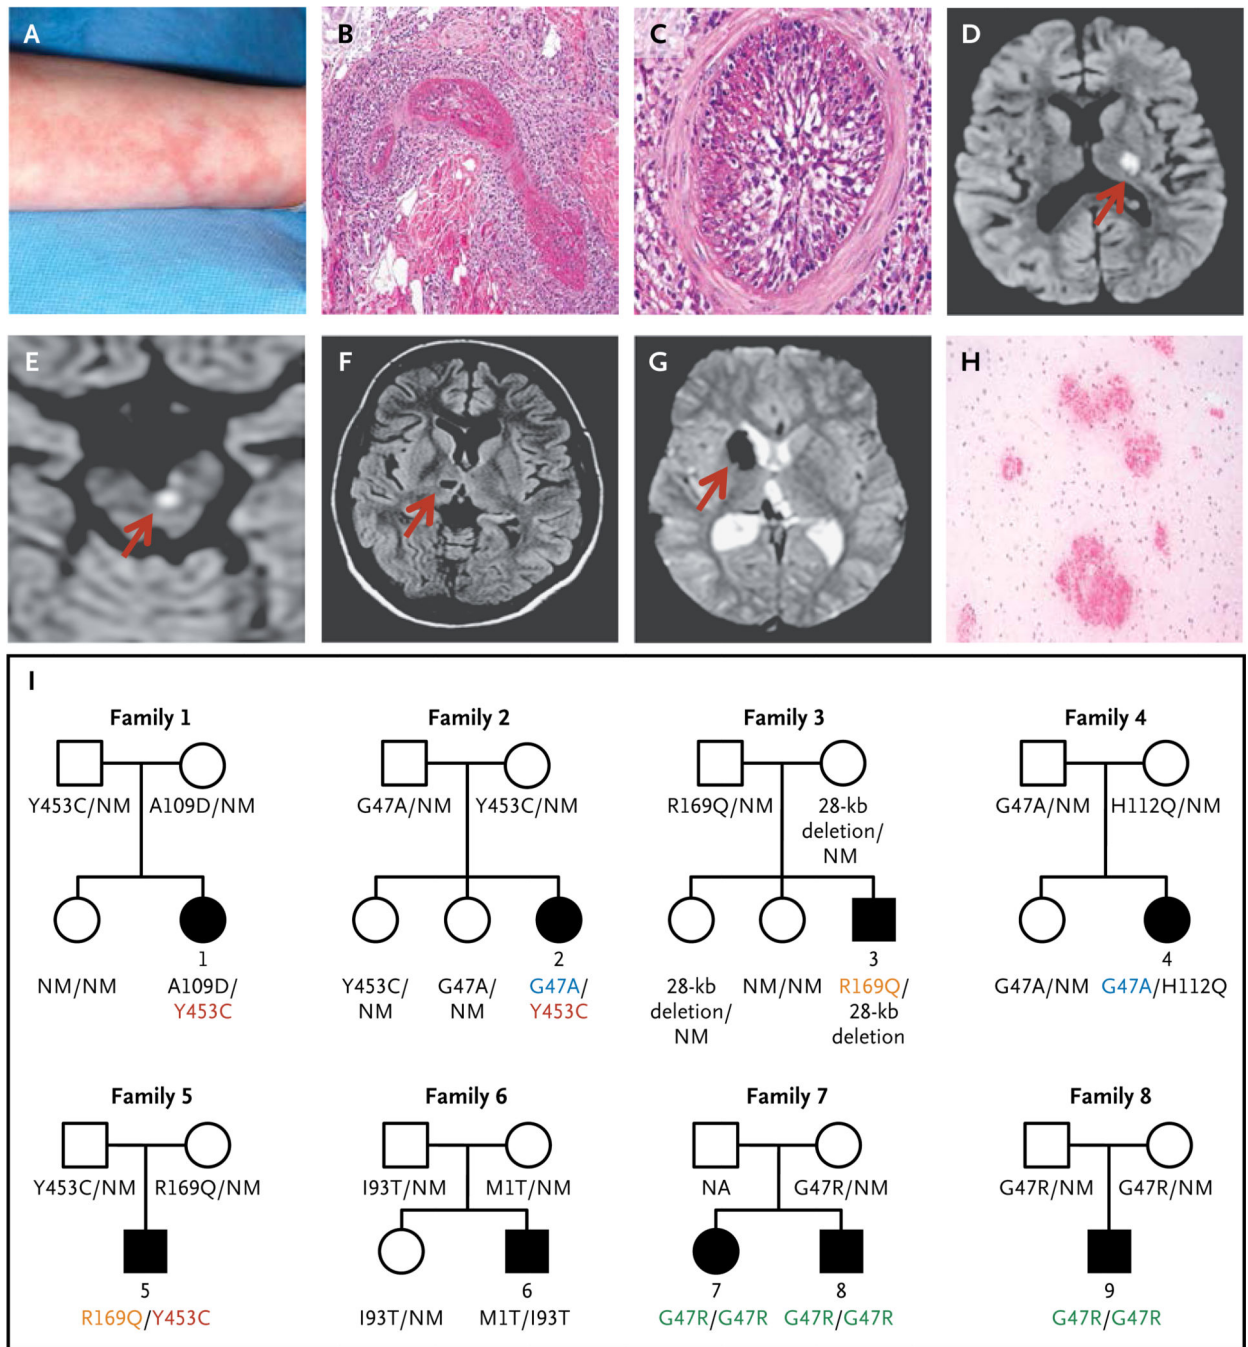 A
B
C
D
E
F
G
H
I
Family 1
Y453C/NM
A109D/NM
NM/NM
1
A109D/
Y453C
Family 2
G47A/NM
Y453C/NM
Y453C/
NM
G47A/
NM
2
G47A/
Y453C
Family 3
R169Q/NM
28-kb
deletion/
NM
28-kb
deletion/
NM
NM/NM
3
R169Q/
28-kb
deletion
Family 4
G47A/NM
H112Q/NM
G47A/NM
4
G47A/H112Q
Family 5
Y453C/NM
R169Q/NM
5
R169Q/Y453C
Family 6
I93T/NM
M1T/NM
I93T/NM
6
M1T/I93T
Family 7
NA
G47R/NM
7
G47R/G47R
8
G47R/G47R
Family 8
G47R/NM
G47R/NM
9
G47R/G47R